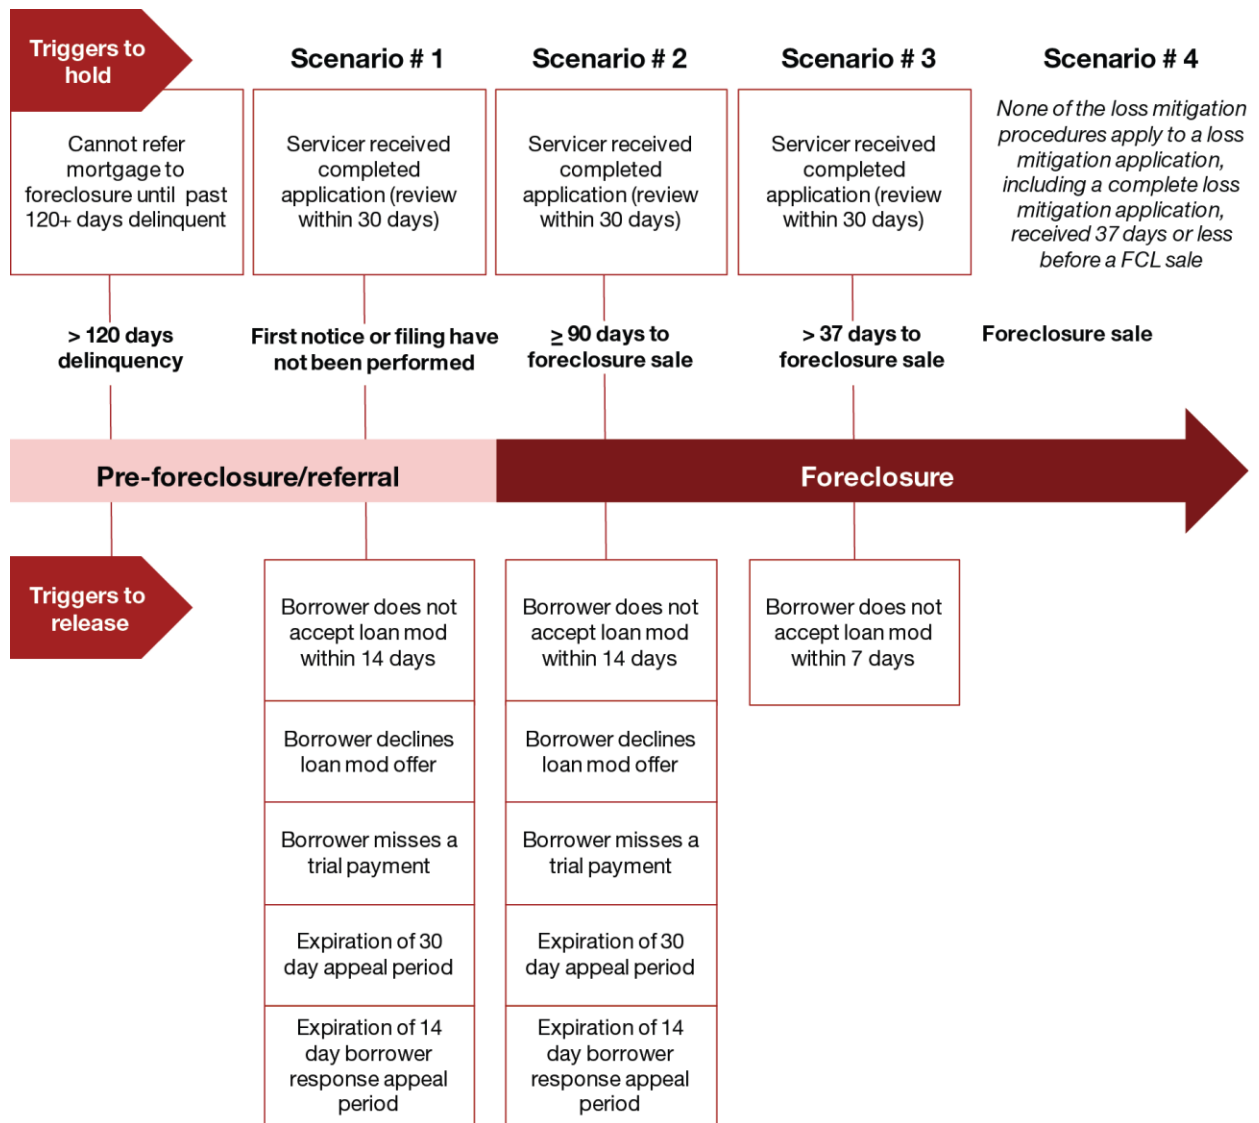 Triggers to
hold
Scenario # 1
Scenario # 2
Scenario # 3
Scenario # 4
Cannot refer
mortgage to
foreclosure until past
120+ days delinquent
Servicer received
completed
application (review
within 30 days)
Servicer received
completed
application (review
within 30 days)
Servicer received
completed
application (review
within 30 days)
None of the loss mitigation
procedures apply to a loss
mitigation application,
including a complete loss
mitigation application,
received 37 days or less
before a FCL sale
> 120 days
delinquency
First notice or filing have
not been performed
≥ 90 days to
foreclosure sale
> 37 days to
foreclosure sale
Foreclosure sale
Pre-foreclosure/referral
Foreclosure
Triggers to
release
Borrower does not
accept loan mod
within 14 days
Borrower declines
loan mod offer
Borrower misses a
trial payment
Expiration of 30
day appeal period
Expiration of 14
day borrower
response appeal
period
Borrower does not
accept loan mod
within 14 days
Borrower declines
loan mod offer
Borrower misses a
trial payment
Expiration of 30
day appeal period
Expiration of 14
day borrower
response appeal
period
Borrower does not
accept loan mod
within 7 days